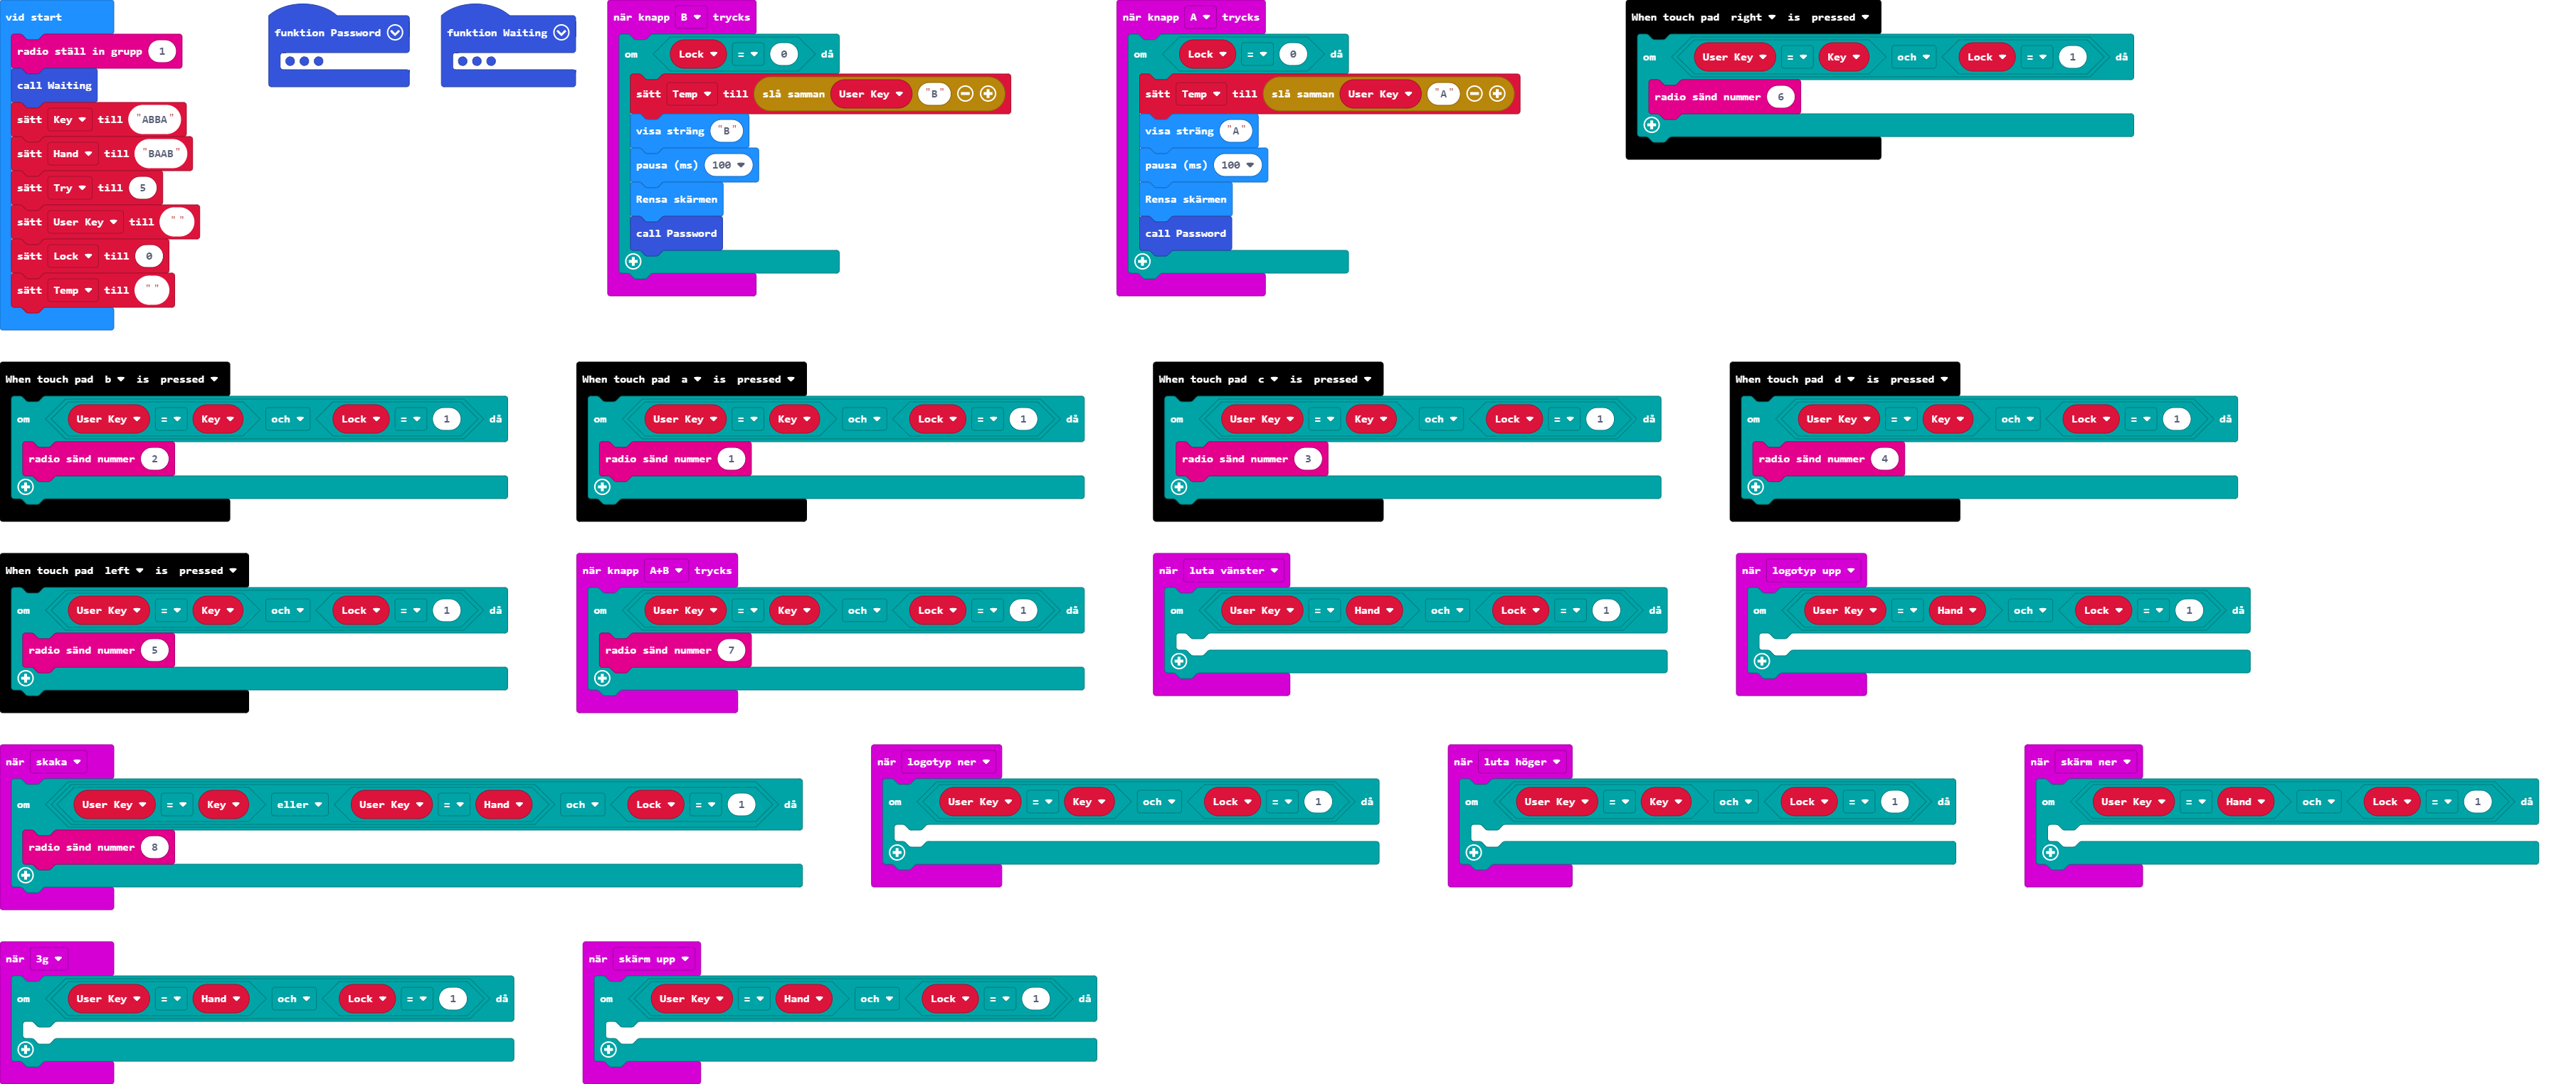 vid start
radio ställ in grupp 1
call Waiting
sätt Key till "ABBA"
sätt Hand till "BAAB"
sätt Try till 5
sätt User Key till ""
sätt Lock till 0
sätt Temp till ""
funktion Password
funktion Waiting
när knapp B trycks
om Lock = 0 då
sätt Temp till slå samman User Key "B"
visa sträng "B"
pausa (ms) 100
Rensa skärmen
call Password
när knapp A trycks
om Lock = 0 då
sätt Temp till slå samman User Key "A"
visa sträng "A"
pausa (ms) 100
Rensa skärmen
call Password
When touch pad right is pressed
om User Key = Key och Lock = 1 då
radio sänd nummer 6
When touch pad b is pressed
om User Key = Key och Lock = 1 då
radio sänd nummer 2
When touch pad a is pressed
om User Key = Key och Lock = 1 då
radio sänd nummer 1
When touch pad c is pressed
om User Key = Key och Lock = 1 då
radio sänd nummer 3
When touch pad d is pressed
om User Key = Key och Lock = 1 då
radio sänd nummer 4
When touch pad left is pressed
om User Key = Key och Lock = 1 då
radio sänd nummer 5
när knapp A+B trycks
om User Key = Key och Lock = 1 då
radio sänd nummer 7
när luta vänster
om User Key = Hand och Lock = 1 då
när logotyp upp
om User Key = Hand och Lock = 1 då
när skaka
om User Key = Key eller User Key = Hand och Lock = 1 då
radio sänd nummer 8
när logotyp ner
om User Key = Key och Lock = 1 då
när luta höger
om User Key = Key och Lock = 1 då
när skärm ner
om User Key = Hand och Lock = 1 då
när 3g
om User Key = Hand och Lock = 1 då
när skärm upp
om User Key = Hand och Lock = 1 då